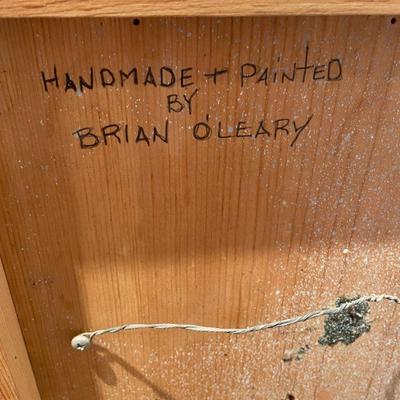 HANDMADE + PAINTED
BY
BRIAN O'LEARY